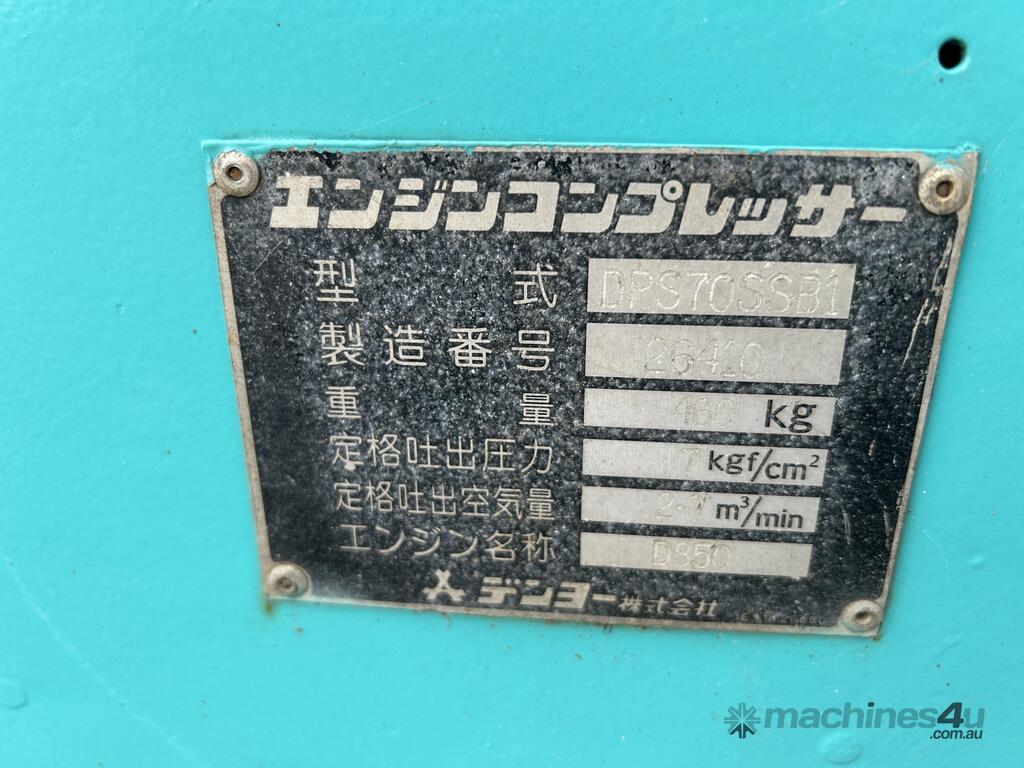 エンジンコンプレッサー
型式 DPS70SSB1
製造番号 26410
重量 460 kg
定格吐出圧力 7 kgf/cm²
定格吐出空気量 m³/min
エンジン名称 D850
デンヨー株式会社
machines4u
.com.au